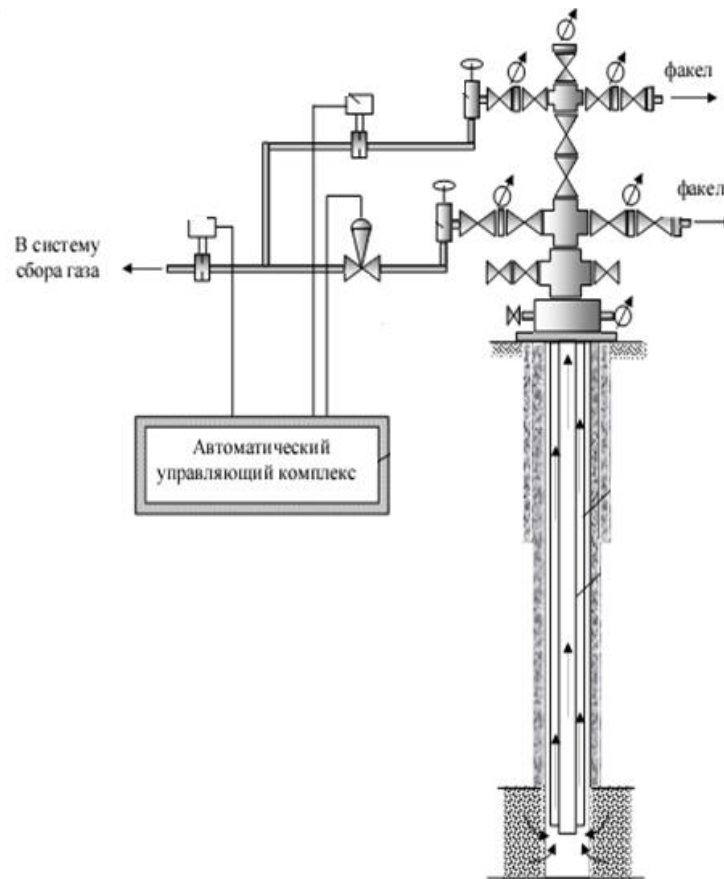 факел
факел
В систему
сбора газа
Автоматический
управляющий комплекс